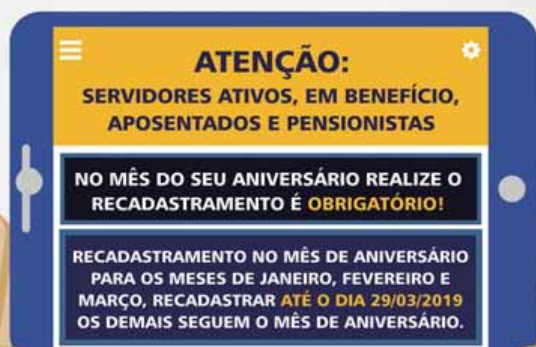 ATENÇÃO:
SERVIDORES ATIVOS, EM BENEFÍCIO,
APOSENTADOS E PENSIONISTAS
NO MÊS DO SEU ANIVERSÁRIO REALIZE O
RECADASTRAMENTO É OBRIGATÓRIO!
RECADASTRAMENTO NO MÊS DE ANIVERSÁRIO
PARA OS MESES DE JANEIRO, FEVEREIRO E
MARÇO, RECADASTRAR ATÉ O DIA 29/03/2019
OS DEMAIS SEGUEM O MÊS DE ANIVERSÁRIO.